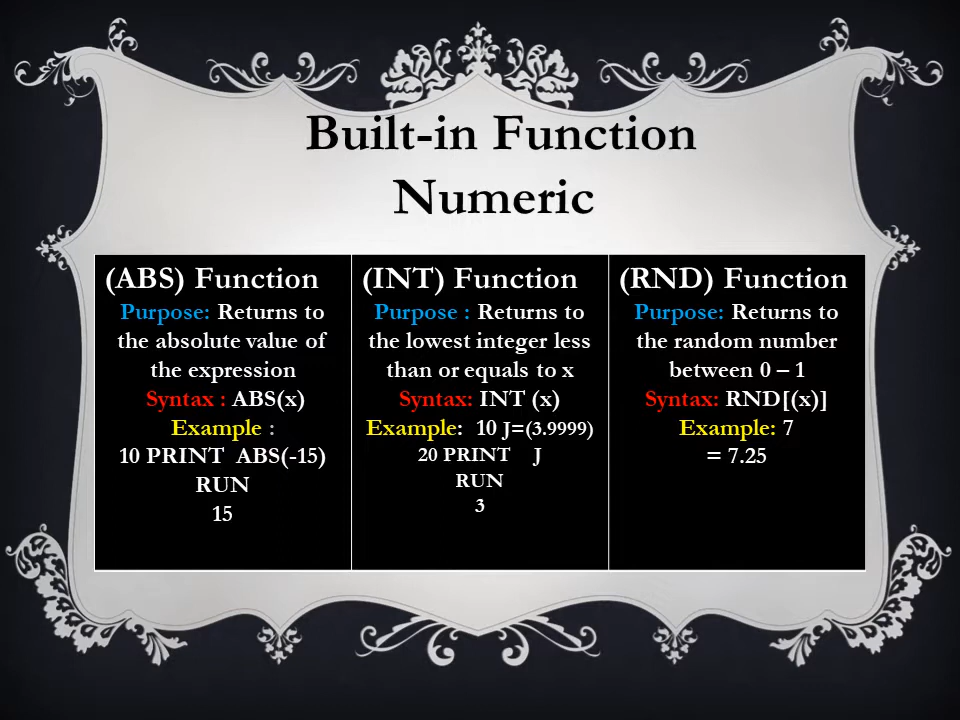 Built-in Function
Numeric
(ABS) Function
Purpose: Returns to
the absolute value of
the expression
Syntax : ABS(x)
Example :
10 PRINT ABS(-15)
RUN
15
(INT) Function
Purpose : Returns to
the lowest integer less
than or equals to x
Syntax: INT (x)
Example: 10 J=(3.9999)
20 PRINT J
RUN
3
(RND) Function
Purpose: Returns to
the random number
between 0 – 1
Syntax: RND[(x)]
Example: 7
= 7.25